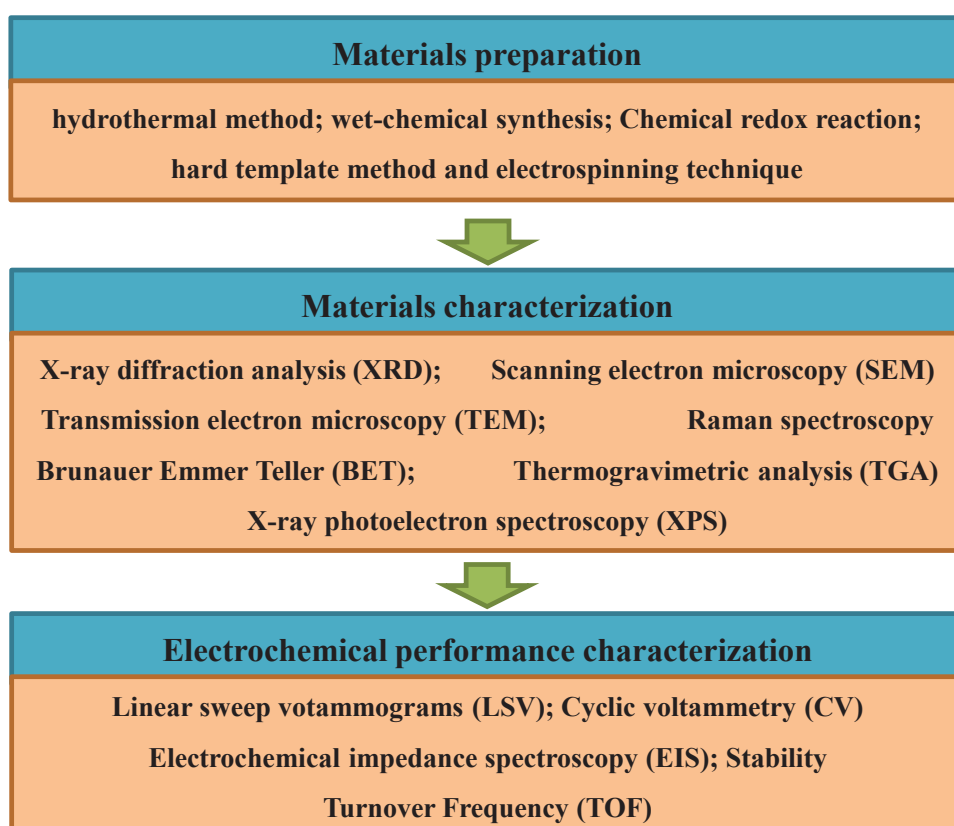 Materials preparation
hydrothermal method; wet-chemical synthesis; Chemical redox reaction;
hard template method and electrospinning technique
Materials characterization
X-ray diffraction analysis (XRD); Scanning electron microscopy (SEM)
Transmission electron microscopy (TEM); Raman spectroscopy
Brunauer Emmer Teller (BET); Thermogravimetric analysis (TGA)
X-ray photoelectron spectroscopy (XPS)
Electrochemical performance characterization
Linear sweep votammograms (LSV); Cyclic voltammetry (CV)
Electrochemical impedance spectroscopy (EIS); Stability
Turnover Frequency (TOF)